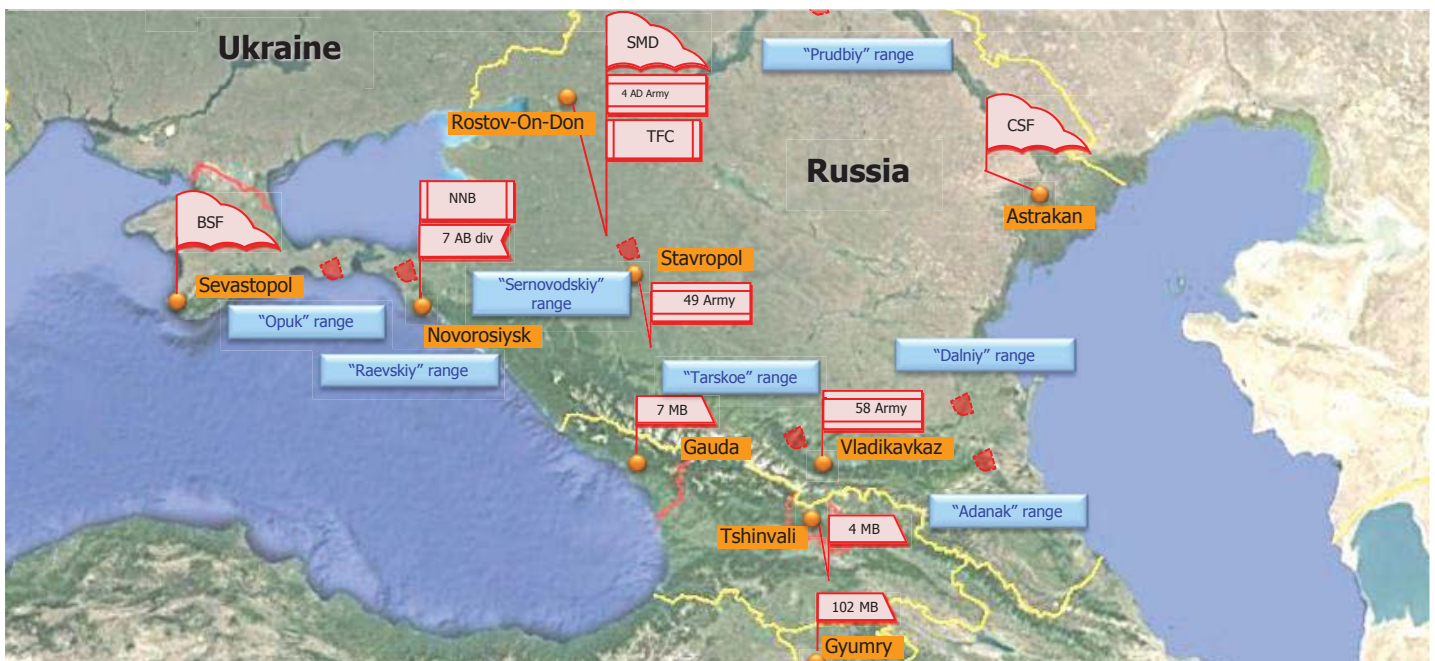 Ukraine
SMD
"Prudbiy" range
4 AD Army
Rostov-On-Don
TFC
CSF
Russia
Astrakan
NNB
BSF
7 AB div
Stavropol
Sevastopol
"Sernovodskiy"
range
49 Army
"Opuk" range
Novorosiysk
"Raevskiy" range
"Dalniy" range
"Tarskoe" range
7 MB
58 Army
Gauda
Vladikavkaz
"Adanak" range
Tshinvali
4 MB
102 MB
Gyumry